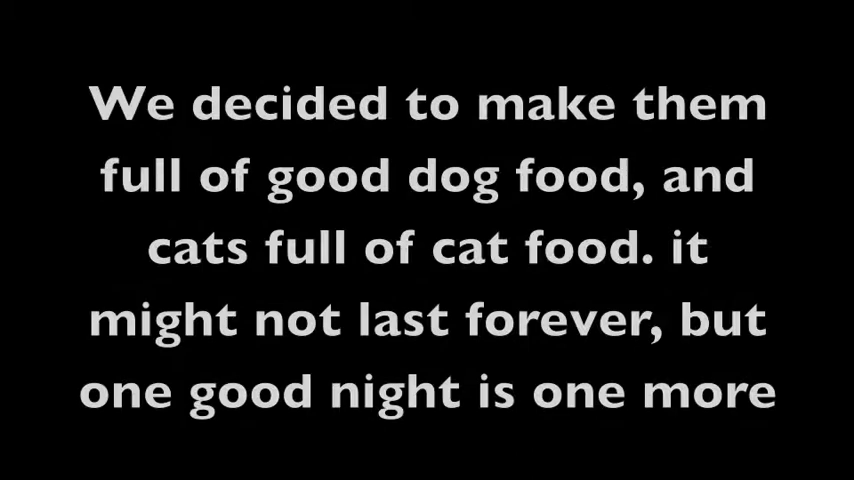 We decided to make them
full of good dog food, and
cats full of cat food. it
might not last forever, but
one good night is one more